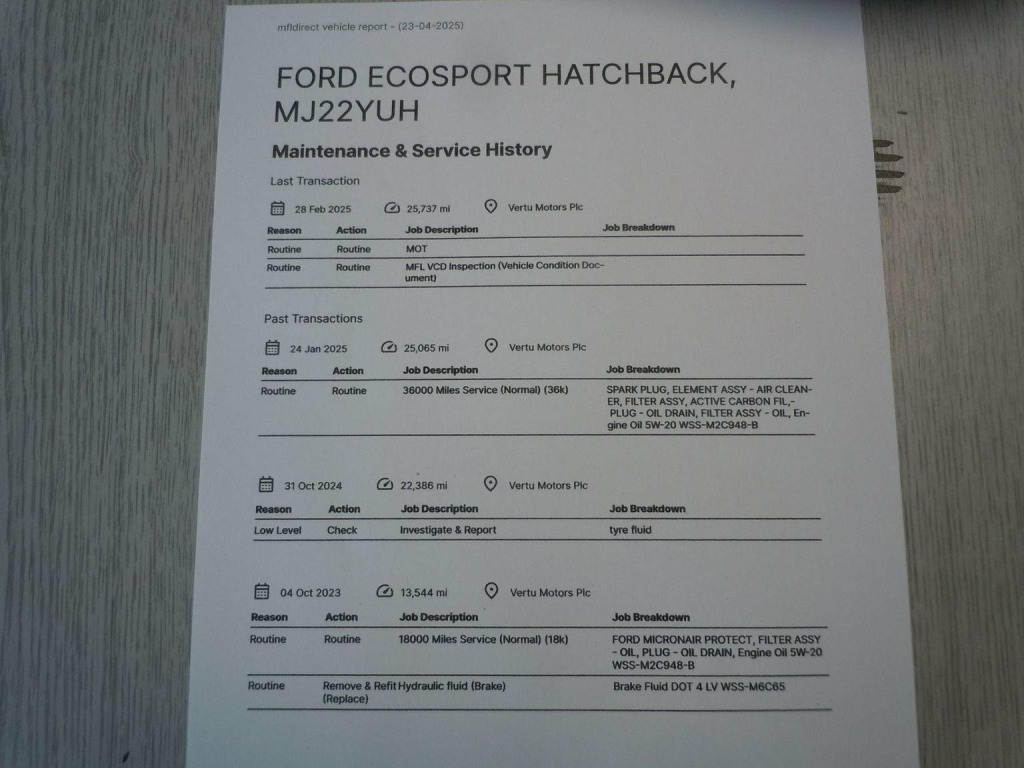 mfldirect vehicle report - (23-04-2025)
FORD ECOSPORT HATCHBACK,
MJ22YUH
Maintenance & Service History
Last Transaction
28 Feb 2025 25,737 mi Vertu Motors Plc
Reason Action Job Description Job Breakdown
Routine Routine MOT
Routine Routine MFL VCD Inspection (Vehicle Condition Doc-
ument)
Past Transactions
24 Jan 2025 25,065 mi Vertu Motors Plc
Reason Action Job Description Job Breakdown
Routine Routine 36000 Miles Service (Normal) (36k) SPARK PLUG, ELEMENT ASSY - AIR CLEAN-
ER, FILTER ASSY, ACTIVE CARBON FIL,-
PLUG - OIL DRAIN, FILTER ASSY - OIL, En-
gine Oil 5W-20 WSS-M2C948-B
31 Oct 2024 22,386 mi Vertu Motors Plc
Reason Action Job Description Job Breakdown
Low Level Check Investigate & Report tyre fluid
04 Oct 2023 13,544 mi Vertu Motors Plc
Reason Action Job Description Job Breakdown
Routine Routine 18000 Miles Service (Normal) (18k) FORD MICRONAIR PROTECT, FILTER ASSY
- OIL, PLUG - OIL DRAIN, Engine Oil 5W-20
WSS-M2C948-B
Routine Remove & Refit Hydraulic fluid (Brake) Brake Fluid DOT 4 LV WSS-M6C65
(Replace)